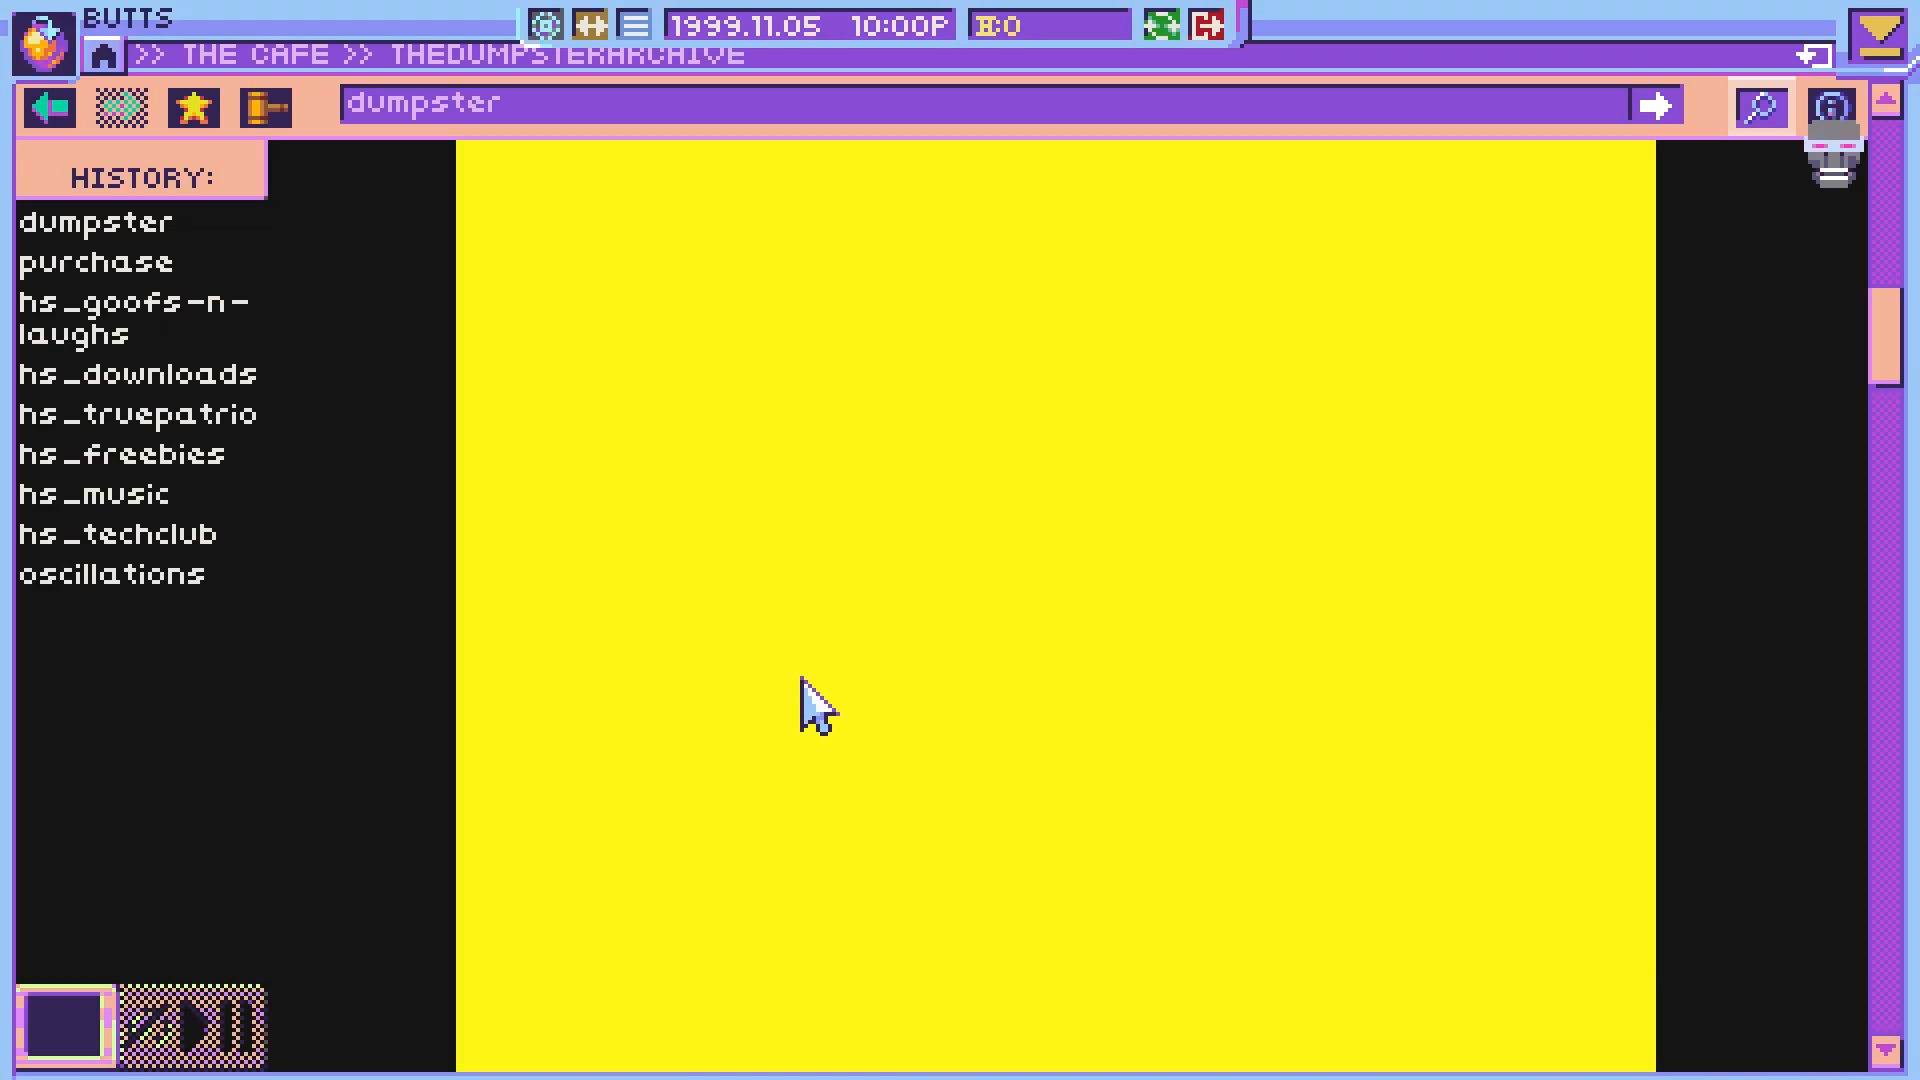 BUTTS
1999.11.05 10:00P
0
>> THE CAFE >> THEDUMPSTERARCHIVE
dumpster
HISTORY:
dumpster
purchase
hs_goofs-n-
laughs
hs_downloads
hs_truepatrio
hs_freebies
hs_music
hs_techclub
oscillations